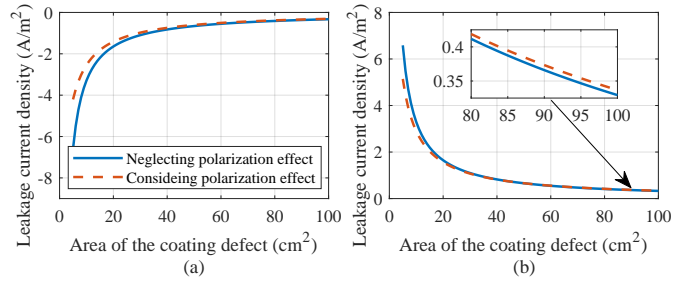 Leakage current density (A/m²)
0
-2
-4
-6
-8
Neglecting polarization effect
Consideing polarization effect
0 20 40 60 80 100
Area of the coating defect (cm²)
(a)
Leakage current density (A/m²)
8
6
4
2
0
0.4
0.35
80 85 90 95 100
0 20 40 60 80 100
Area of the coating defect (cm²)
(b)